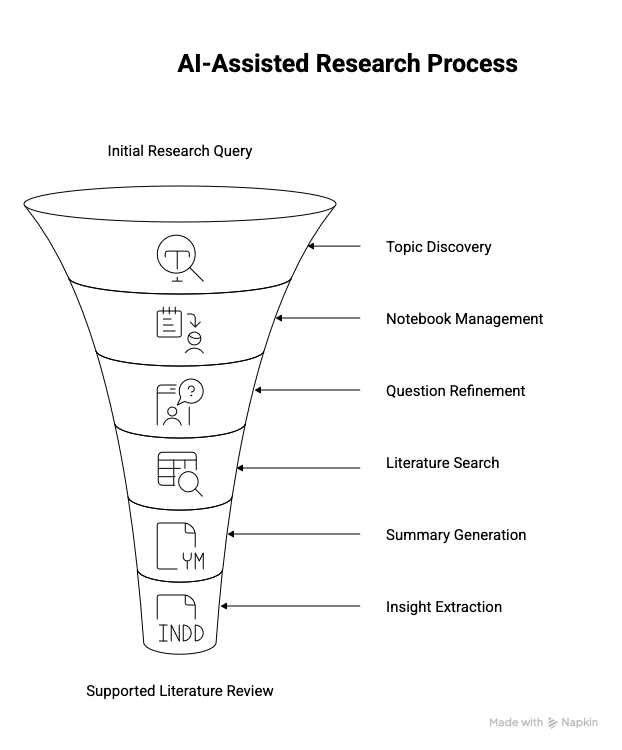 AI-Assisted Research Process
Initial Research Query
Topic Discovery
Notebook Management
Question Refinement
?
Literature Search
YM
Summary Generation
INDD
Insight Extraction
Supported Literature Review
Made with Napkin